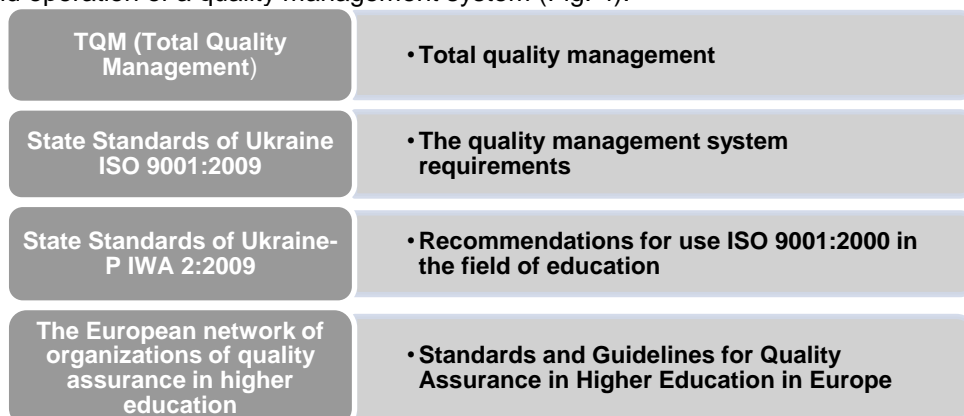 nd operation of a quality management system (Fig. 4).
TQM (Total Quality
Management)
•Total quality management
State Standards of Ukraine
ISO 9001:2009
•The quality management system
requirements
State Standards of Ukraine-
P IWA 2:2009
•Recommendations for use ISO 9001:2000 in
the field of education
The European network of
organizations of quality
assurance in higher
education
•Standards and Guidelines for Quality
Assurance in Higher Education in Europe